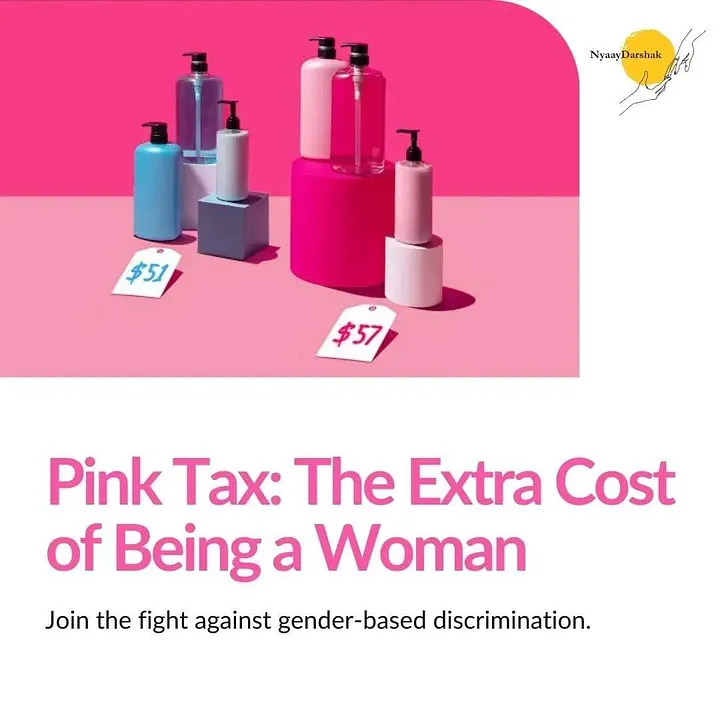 NyaayDarshak
$51
$57
Pink Tax: The Extra Cost
of Being a Woman
Join the fight against gender-based discrimination.